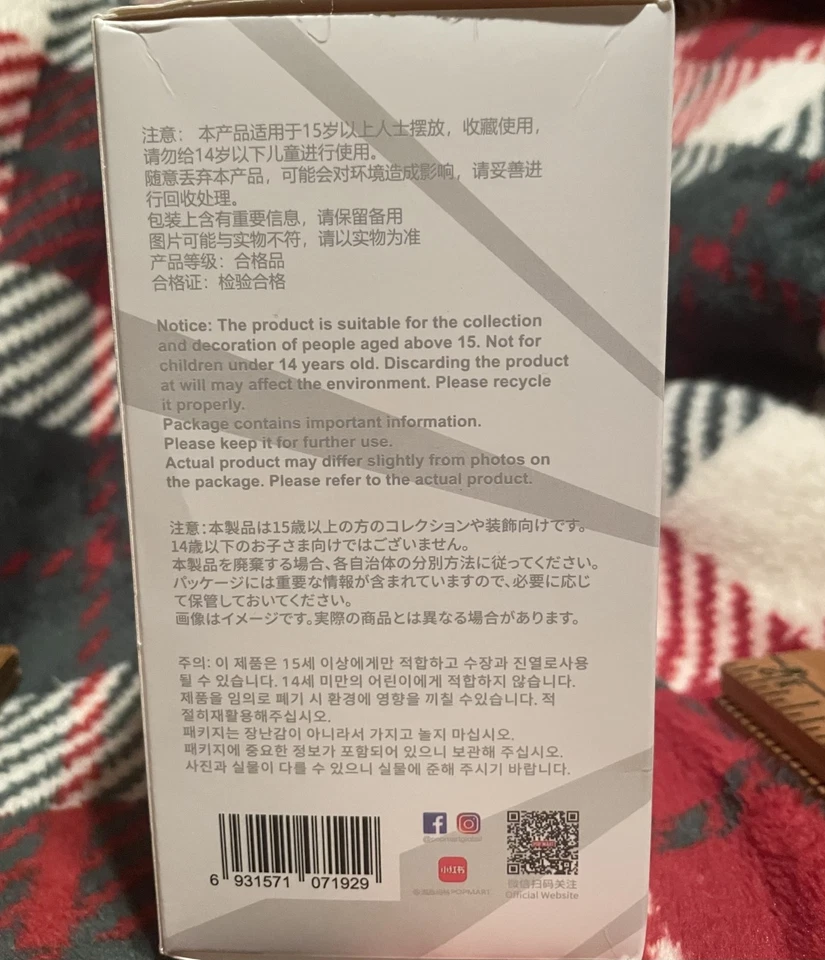 注意： 本产品适用于15岁以上人士摆放，收藏使用，
请勿给14岁以下儿童进行使用。
随意丢弃本产品，可能会对环境造成影响，请妥善进
行回收处理。
包装上含有重要信息，请保留备用
图片可能与实物不符，请以实物为准
产品等级：合格品
合格证：检验合格
Notice: The product is suitable for the collection
and decoration of people aged above 15. Not for
children under 14 years old. Discarding the product
at will may affect the environment. Please recycle
it properly.
Package contains important information.
Please keep it for further use.
Actual product may differ slightly from photos on
the package. Please refer to the actual product.
注意：本製品は15歳以上の方のコレクションや装飾向けです。
14歳以下のお子さま向けではございません。
本製品を廃棄する場合、各自治体の分別方法に従ってください。
パッケージには重要な情報が含まれていますので、必要に応じ
て保管しておいてください。
画像はイメージです。実際の商品とは異なる場合があります。
주의: 이 제품은 15세 이상에게만 적합하고 수장과 진열로사용
될 수 있습니다. 14세 미만의 어린이에게 적합하지 않습니다.
제품을 임의로 폐기 시 환경에 영향을 끼칠 수있습니다. 적
절히재활용해주십시오.
패키지는 장난감이 아니라서 가지고 놀지 마십시오.
패키지에 중요한 정보가 포함되어 있으니 보관해 주십시오.
사진과 실물이 다를 수 있으니 실물에 준해 주시기 바랍니다.
6 931571 071929
小红书
POPMART
微信扫码关注
Official Website